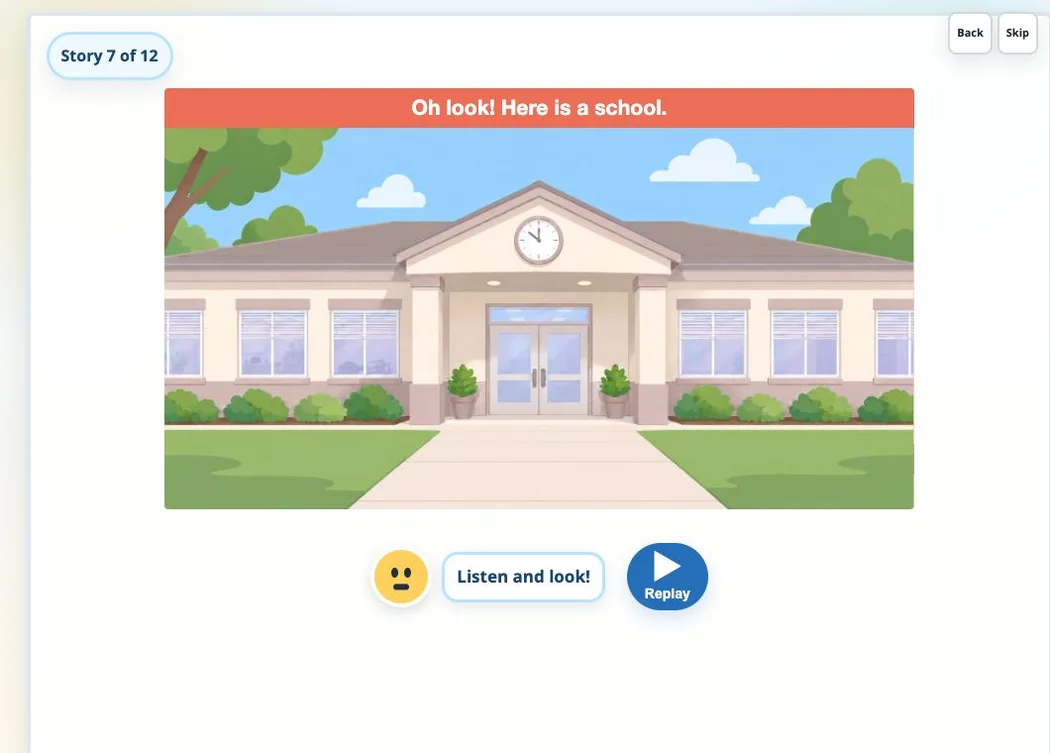 Back
Skip
Story 7 of 12
Oh look! Here is a school.
Listen and look!
Replay